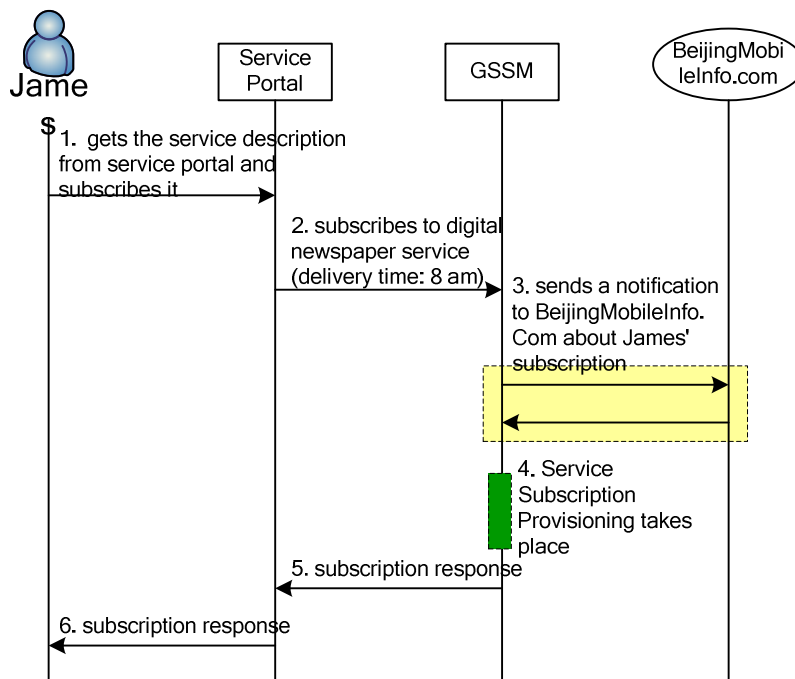 Jame
Service
Portal
GSSM
BeijingMobi
leInfo.com
$
1. gets the service description
from service portal and
subscribes it
2. subscribes to digital
newspaper service
(delivery time: 8 am)
3. sends a notification
to BeijingMobileInfo.
Com about James'
subscription
4. Service
Subscription
Provisioning takes
place
5. subscription response
6. subscription response